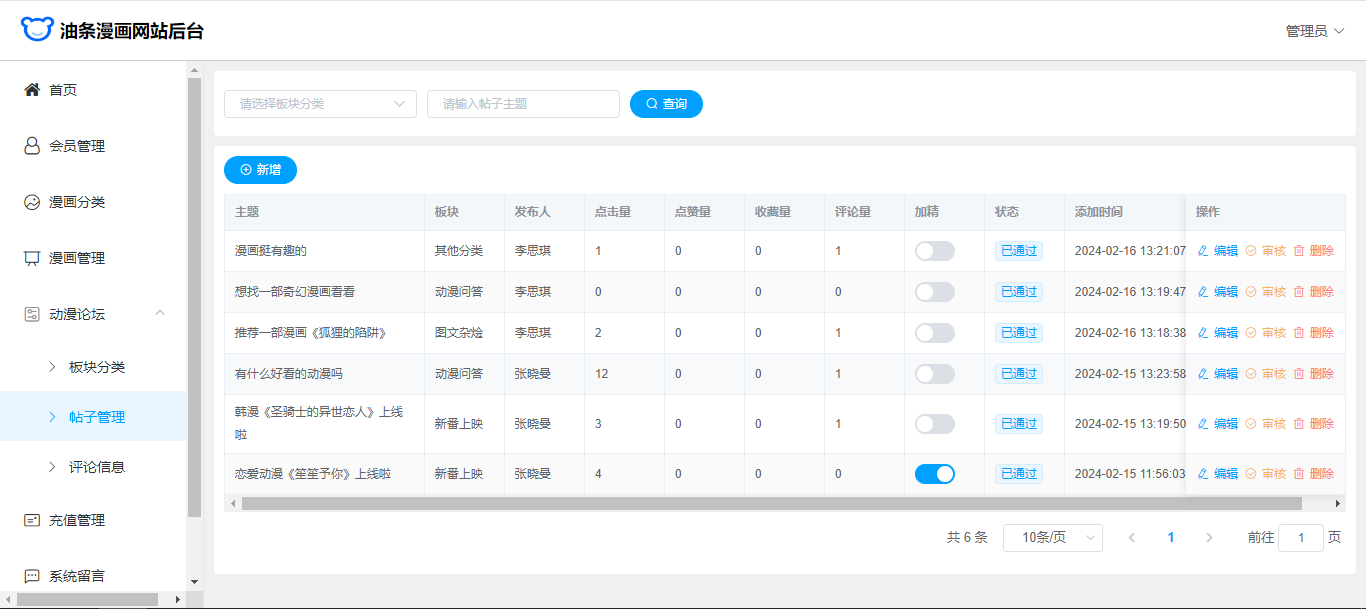 油条漫画网站后台
管理员
首页
会员管理
漫画分类
漫画管理
动漫论坛
板块分类
帖子管理
评论信息
充值管理
系统留言
请选择板块分类 请输入帖子主题 查询
新增
主题 板块 发布人 点击量 点赞量 收藏量 评论量 加精 状态 添加时间 操作
漫画挺有趣的 其他分类 李思琪 1 0 0 1 已通过 2024-02-16 13:21:07 编辑 审核 删除
想找一部奇幻漫画看看 动漫问答 李思琪 0 0 0 0 已通过 2024-02-16 13:19:47 编辑 审核 删除
推荐一部漫画《狐狸的陷阱》 图文杂烩 李思琪 2 0 0 1 已通过 2024-02-16 13:18:38 编辑 审核 删除
有什么好看的动漫吗 动漫问答 张晓曼 12 0 0 1 已通过 2024-02-15 13:23:58 编辑 审核 删除
韩漫《圣骑士的异世恋人》上线
啦 新番上映 张晓曼 3 0 0 1 已通过 2024-02-15 13:19:50 编辑 审核 删除
恋爱动漫《笙笙予你》上线啦 新番上映 张晓曼 4 0 0 0 已通过 2024-02-15 11:56:03 编辑 审核 删除
共 6 条 10条/页 1 前往 1 页